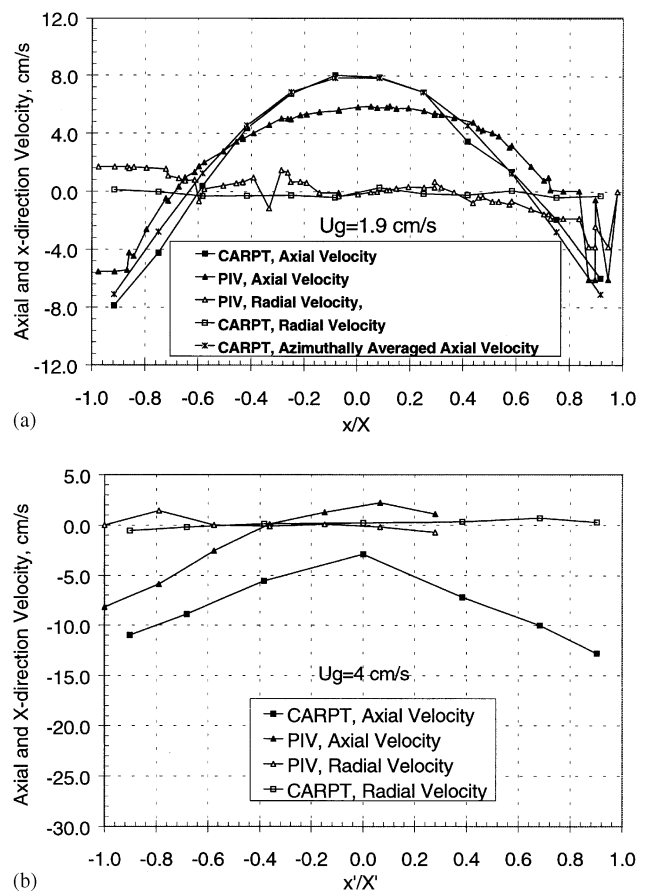 12.0
8.0
4.0
0.0
-4.0
-8.0
-12.0
Axial and x-direction Velocity, cm/s
Ug=1.9 cm/s
CARPT, Axial Velocity
PIV, Axial Velocity
PIV, Radial Velocity,
CARPT, Radial Velocity
CARPT, Azimuthally Averaged Axial Velocity
-1.0 -0.8 -0.6 -0.4 -0.2 0.0 0.2 0.4 0.6 0.8 1.0
(a)
x/X
5.0
0.0
-5.0
-10.0
-15.0
-20.0
-25.0
-30.0
Axial and X-direction Velocity, cm/s
Ug=4 cm/s
CARPT, Axial Velocity
PIV, Axial Velocity
PIV, Radial Velocity
CARPT, Radial Velocity
-1.0 -0.8 -0.6 -0.4 -0.2 0.0 0.2 0.4 0.6 0.8 1.0
(b)
x'/X'